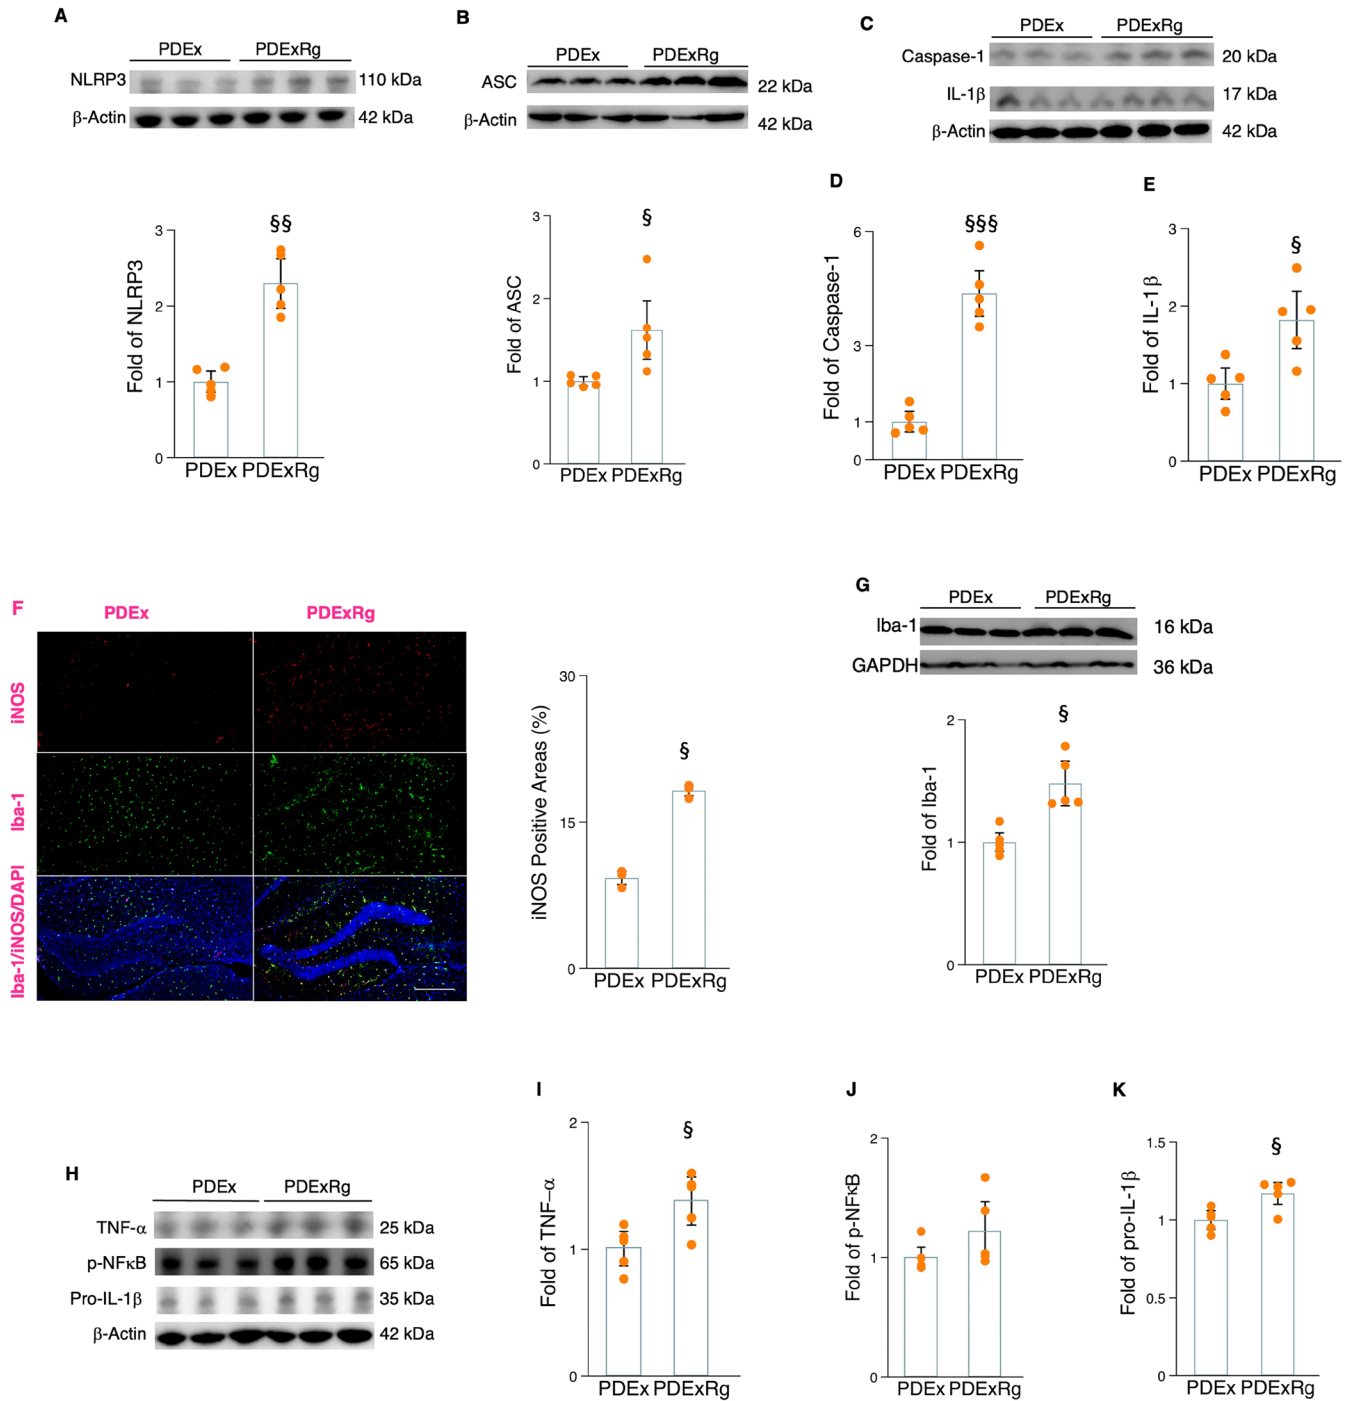 A
PDEx PDExRg
NLRP3 110 kDa
β-Actin 42 kDa
§§
3
2
1
0
Fold of NLRP3
PDEx PDExRg
B
PDEx PDExRg
ASC 22 kDa
β-Actin 42 kDa
§
3
2
1
0
Fold of ASC
PDEx PDExRg
C
PDEx PDExRg
Caspase-1 20 kDa
IL-1β 17 kDa
β-Actin 42 kDa
D
§§§
6
3
1
0
Fold of Caspase-1
PDEx PDExRg
E
§
3
2
1
0
Fold of IL-1β
PDEx PDExRg
F
PDEx PDExRg
iNOS
Iba-1
Iba-1/iNOS/DAPI
30
15
0
§
iNOS Positive Areas (%)
PDEx PDExRg
G
PDEx PDExRg
Iba-1 16 kDa
GAPDH 36 kDa
§
2
1
0
Fold of Iba-1
PDEx PDExRg
H
PDEx PDExRg
TNF-α 25 kDa
p-NFκB 65 kDa
Pro-IL-1β 35 kDa
β-Actin 42 kDa
I
§
2
1
0
Fold of TNF-α
PDEx PDExRg
J
2
1
0
Fold of p-NFκB
PDEx PDExRg
K
§
1.5
1
0.5
0
Fold of pro-IL-1β
PDEx PDExRg